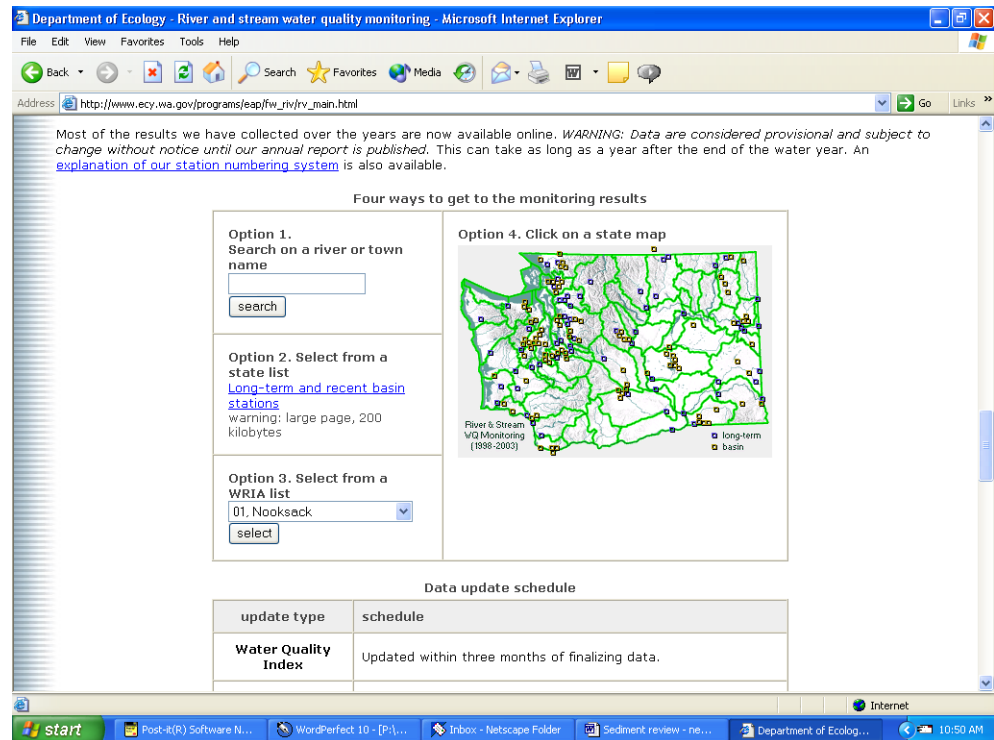 Department of Ecology - River and stream water quality monitoring - Microsoft Internet Explorer
File Edit View Favorites Tools Help
Back Search Favorites Media
Address http://www.ecy.wa.gov/programs/eap/fw_riv/rv_main.html Go Links »
Most of the results we have collected over the years are now available online. WARNING: Data are considered provisional and subject to
change without notice until our annual report is published. This can take as long as a year after the end of the water year. An
explanation of our station numbering system is also available.
Four ways to get to the monitoring results
Option 1.
Search on a river or town
name
search
Option 2. Select from a
state list
Long-term and recent basin
stations
warning: large page, 200
kilobytes
Option 3. Select from a
WRIA list
01, Nooksack
select
Option 4. Click on a state map
River & Stream
WQ Monitoring
(1998-2003)
long-term
basin
Data update schedule
update type schedule
Water Quality
Index
Updated within three months of finalizing data.
Internet
start Post-it(R) Software N... WordPerfect 10 - [P:\... Inbox - Netscape Folder Sediment review - ne... Department of Ecolog... 10:50 AM